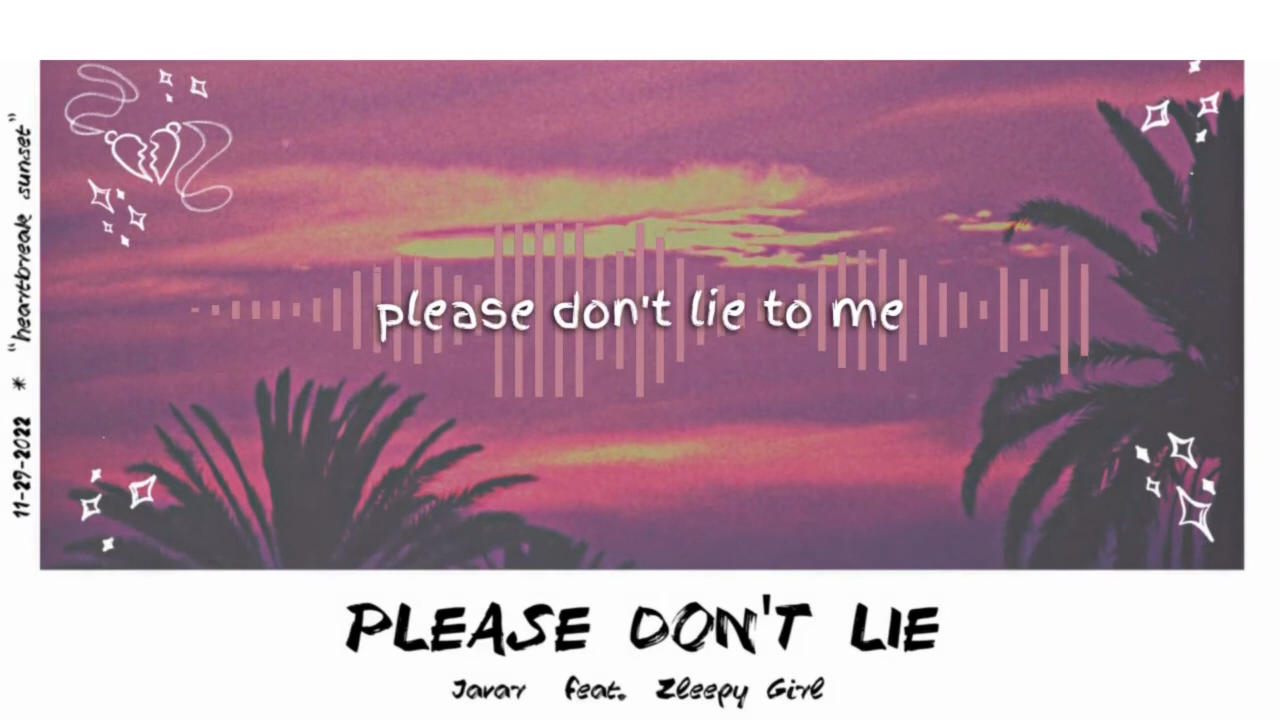 11-29-2022 * "heartbreak sunset"
please don't lie to me
PLEASE DON'T LIE
Javar feat. Zleepy Girl